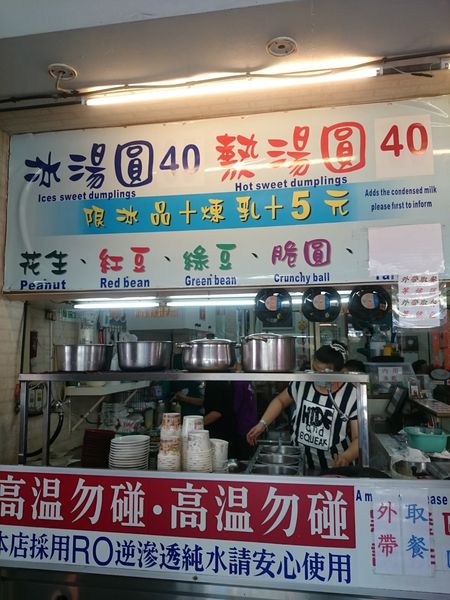 冰湯圓40
Ices sweet dumplings
熱湯圓 40
Hot sweet dumplings
限冰品+煉乳+5元
Adds the condensed milk
please first to inform
花生、紅豆、綠豆、脆圓、
Peanut Red bean Green bean Crunchy ball
HIDE
and
SQUEAK
高溫勿碰・高溫勿碰
本店採用RO逆滲透純水請安心使用
外帶
取餐